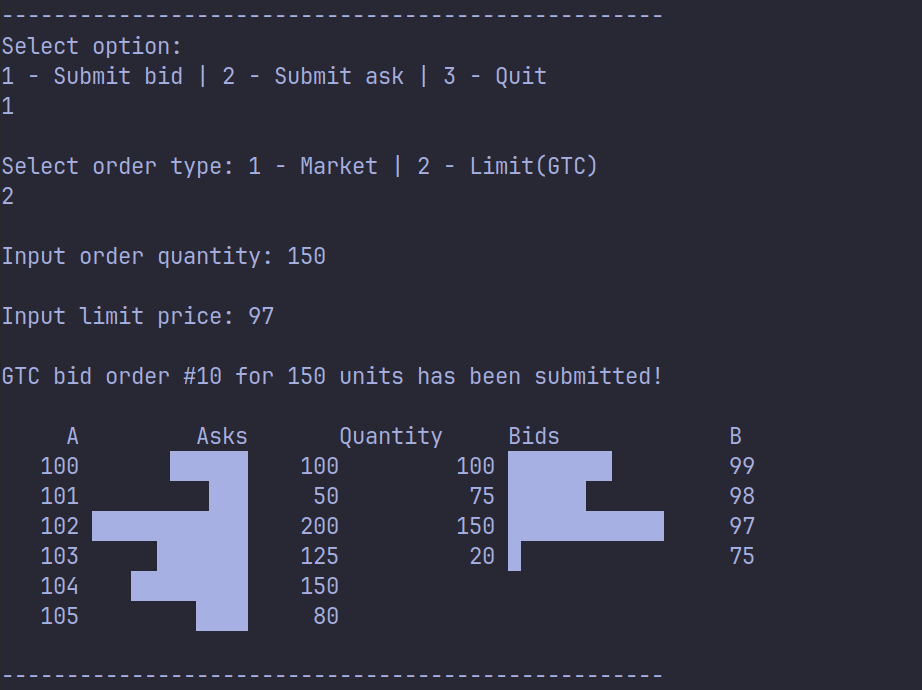 ---------------------------------------------------
Select option:
1 - Submit bid | 2 - Submit ask | 3 - Quit
1
Select order type: 1 - Market | 2 - Limit(GTC)
2
Input order quantity: 150
Input limit price: 97
GTC bid order #10 for 150 units has been submitted!
A Asks Quantity Bids B
100 100 100 99
101 50 75 98
102 200 150 97
103 125 20 75
104 150
105 80
---------------------------------------------------